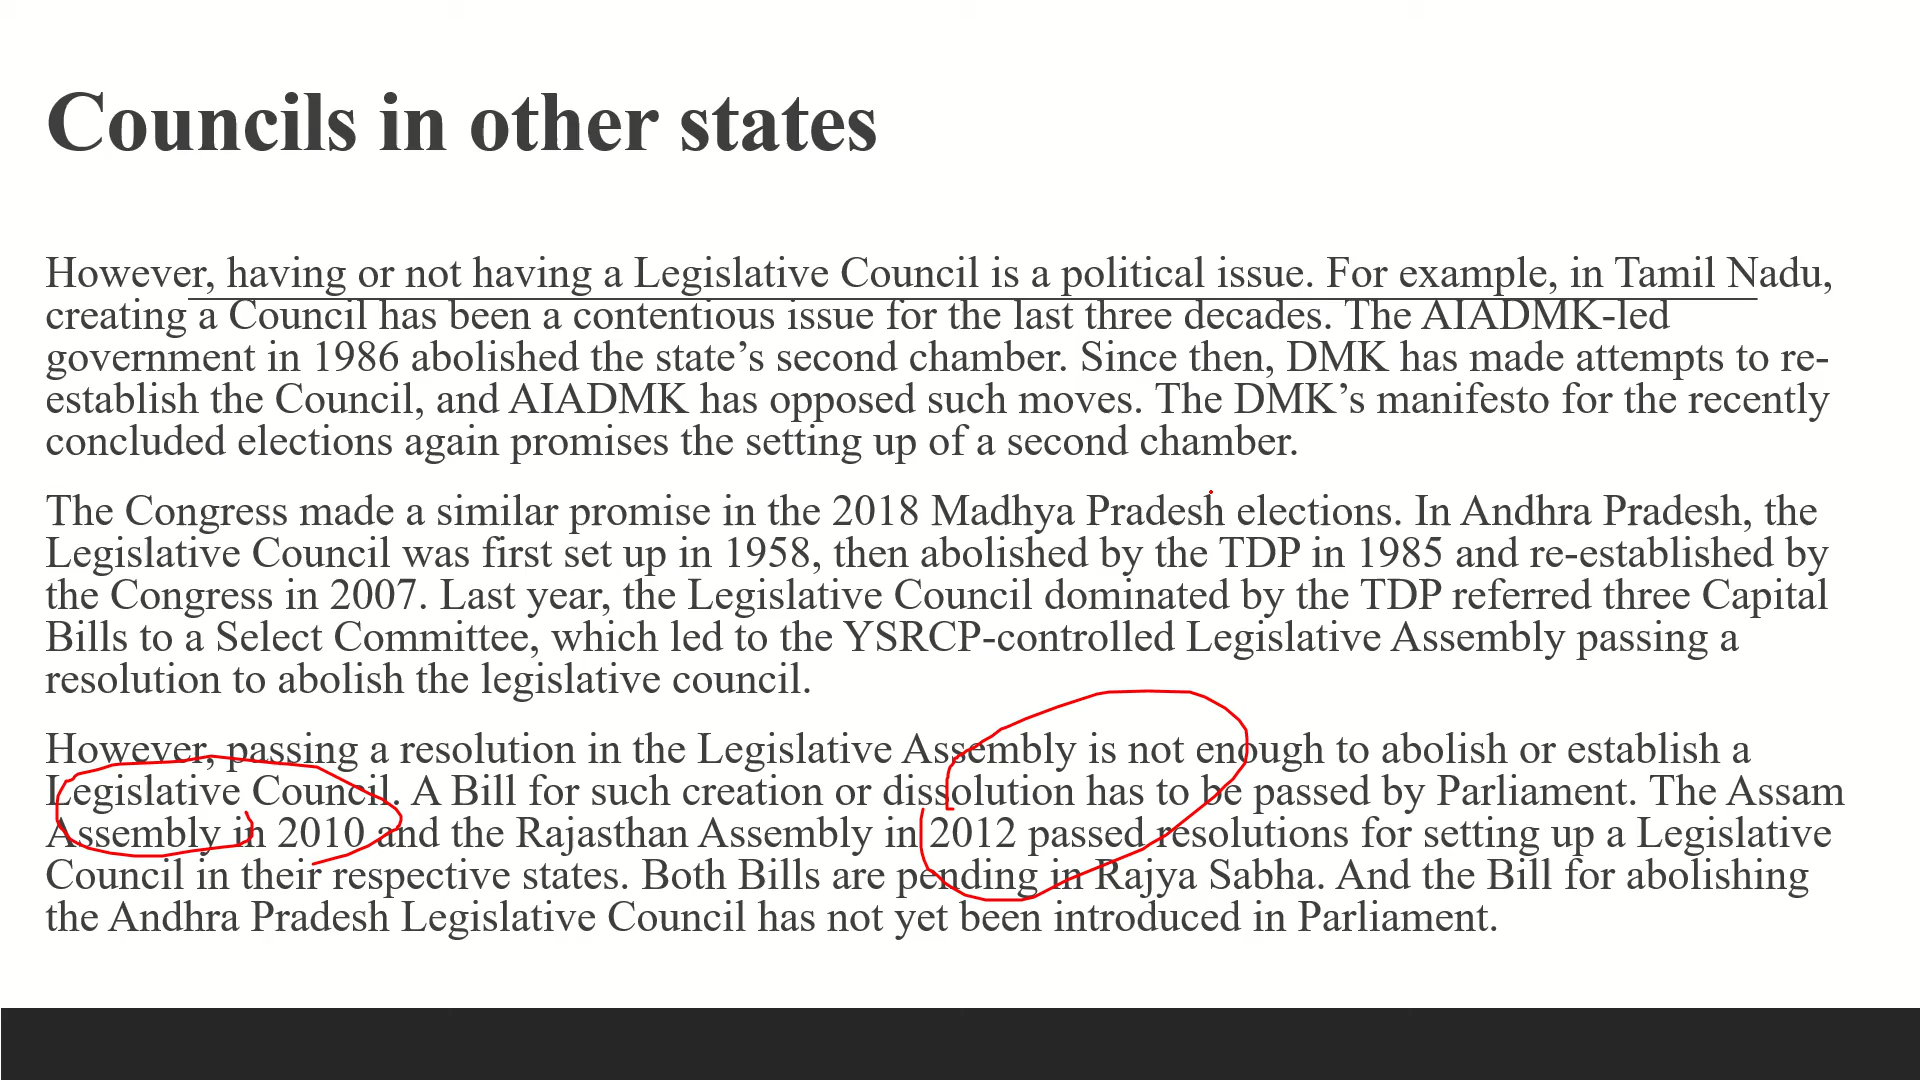 Councils in other states
However, having or not having a Legislative Council is a political issue. For example, in Tamil Nadu,
creating a Council has been a contentious issue for the last three decades. The AIADMK-led
government in 1986 abolished the state’s second chamber. Since then, DMK has made attempts to re-
establish the Council, and AIADMK has opposed such moves. The DMK’s manifesto for the recently
concluded elections again promises the setting up of a second chamber.
The Congress made a similar promise in the 2018 Madhya Pradesh elections. In Andhra Pradesh, the
Legislative Council was first set up in 1958, then abolished by the TDP in 1985 and re-established by
the Congress in 2007. Last year, the Legislative Council dominated by the TDP referred three Capital
Bills to a Select Committee, which led to the YSRCP-controlled Legislative Assembly passing a
resolution to abolish the legislative council.
However, passing a resolution in the Legislative Assembly is not enough to abolish or establish a
Legislative Council. A Bill for such creation or dissolution has to be passed by Parliament. The Assam
Assembly in 2010 and the Rajasthan Assembly in 2012 passed resolutions for setting up a Legislative
Council in their respective states. Both Bills are pending in Rajya Sabha. And the Bill for abolishing
the Andhra Pradesh Legislative Council has not yet been introduced in Parliament.